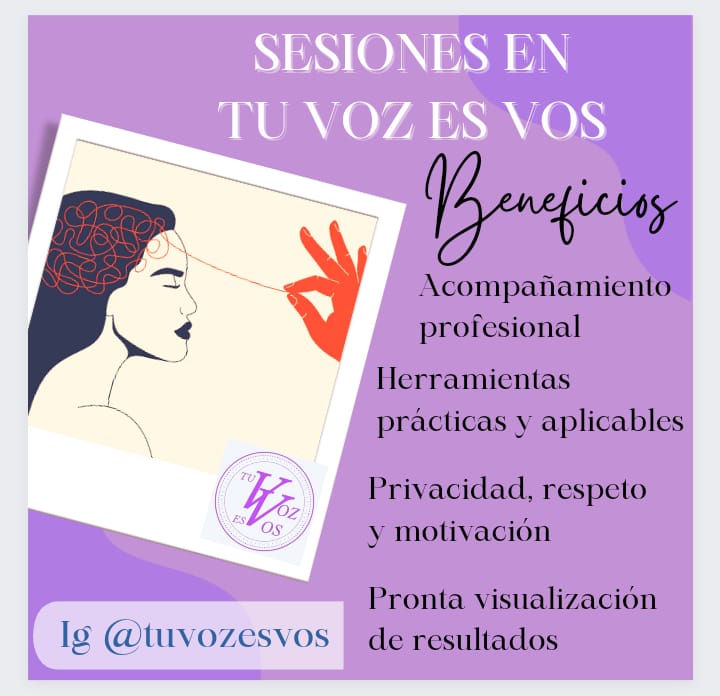 SESIONES EN
TU VOZ ES VOS
Beneficios
Acompañamiento
profesional
Herramientas
prácticas y aplicables
Privacidad, respeto
y motivación
Pronta visualización
de resultados
TU VOZ
ES VOS
Ig @tuvozesvos